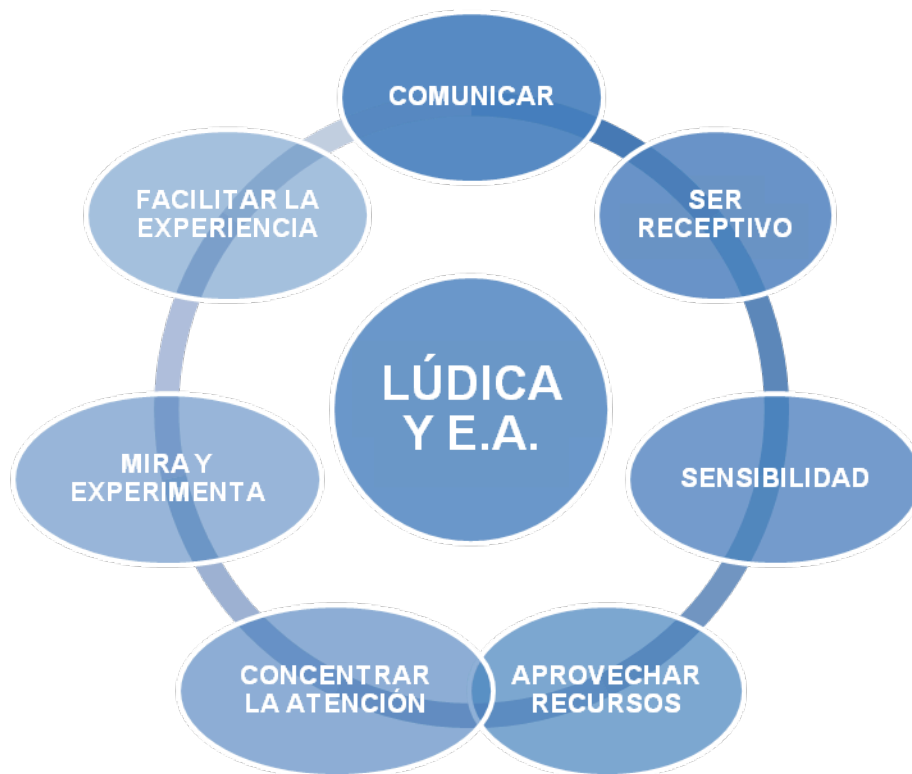 COMUNICAR
SER
RECEPTIVO
SENSIBILIDAD
APROVECHAR
RECURSOS
CONCENTRAR
LA ATENCIÓN
MIRA Y
EXPERIMENTA
FACILITAR LA
EXPERIENCIA
LÚDICA
Y E.A.